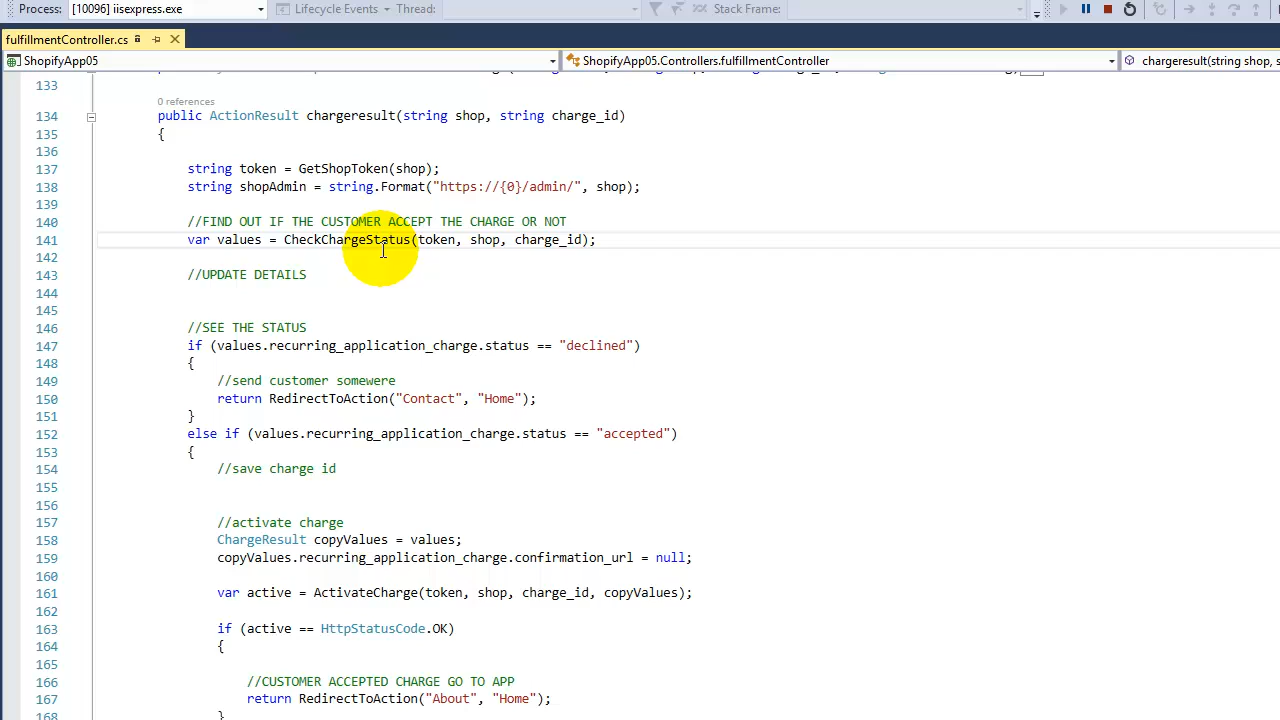 Process: [10096] iisexpress.exe Lifecycle Events Thread: Stack Frame:
fulfillmentController.cs
ShopifyApp05 ShopifyApp05.Controllers.fulfillmentController chargeresult(string shop, s
133
0 references
134 public ActionResult chargeresult(string shop, string charge_id)
135 {
136
137 string token = GetShopToken(shop);
138 string shopAdmin = string.Format("https://{0}/admin/", shop);
139
140 //FIND OUT IF THE CUSTOMER ACCEPT THE CHARGE OR NOT
141 var values = CheckChargeStatus(token, shop, charge_id);
142
143 //UPDATE DETAILS
144
145
146 //SEE THE STATUS
147 if (values.recurring_application_charge.status == "declined")
148 {
149 //send customer somewere
150 return RedirectToAction("Contact", "Home");
151 }
152 else if (values.recurring_application_charge.status == "accepted")
153 {
154 //save charge id
155
156
157 //activate charge
158 ChargeResult copyValues = values;
159 copyValues.recurring_application_charge.confirmation_url = null;
160
161 var active = ActivateCharge(token, shop, charge_id, copyValues);
162
163 if (active == HttpStatusCode.OK)
164 {
165
166 //CUSTOMER ACCEPTED CHARGE GO TO APP
167 return RedirectToAction("About", "Home");
168 }